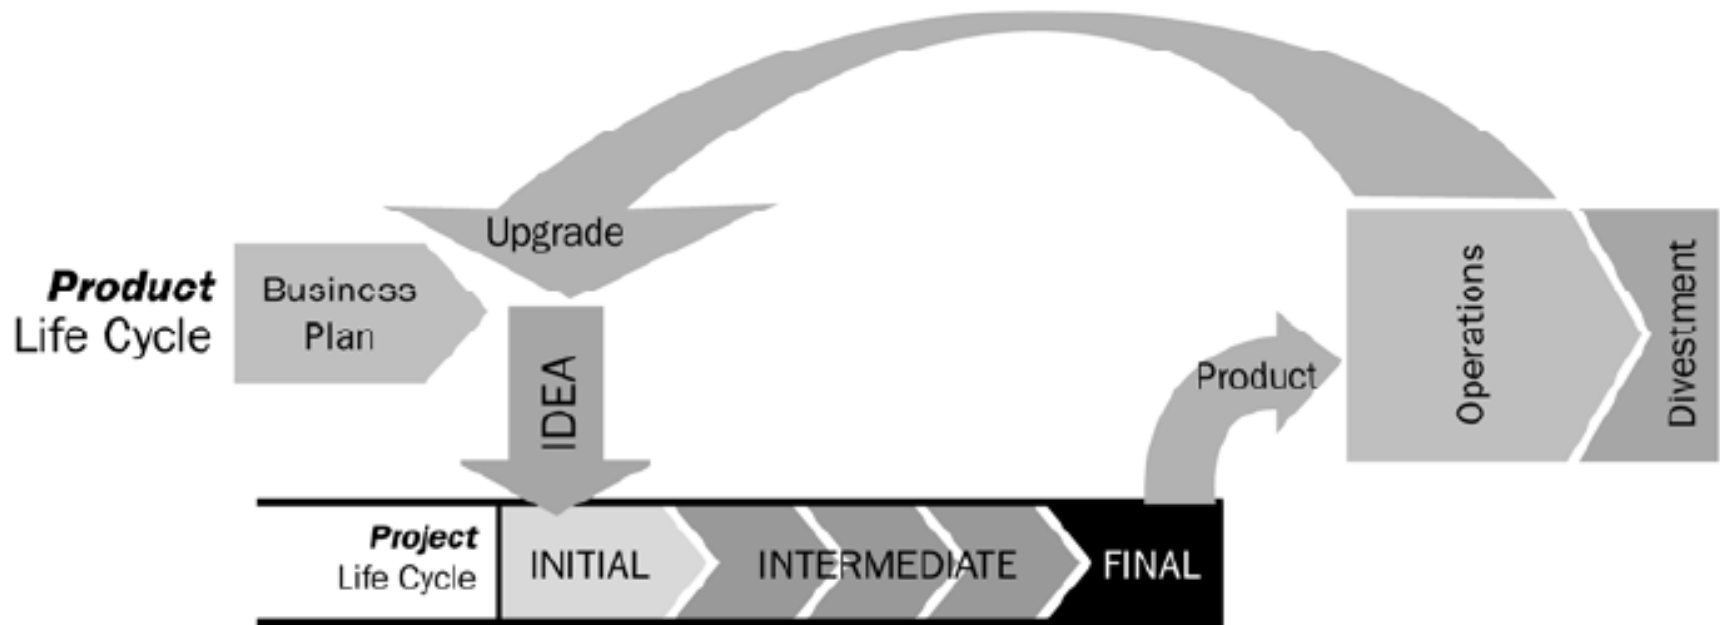 Upgrade
Product
Life Cycle
Business
Plan
IDEA
Product
Operations
Divestment
Project
Life Cycle
INITIAL
INTERMEDIATE
FINAL